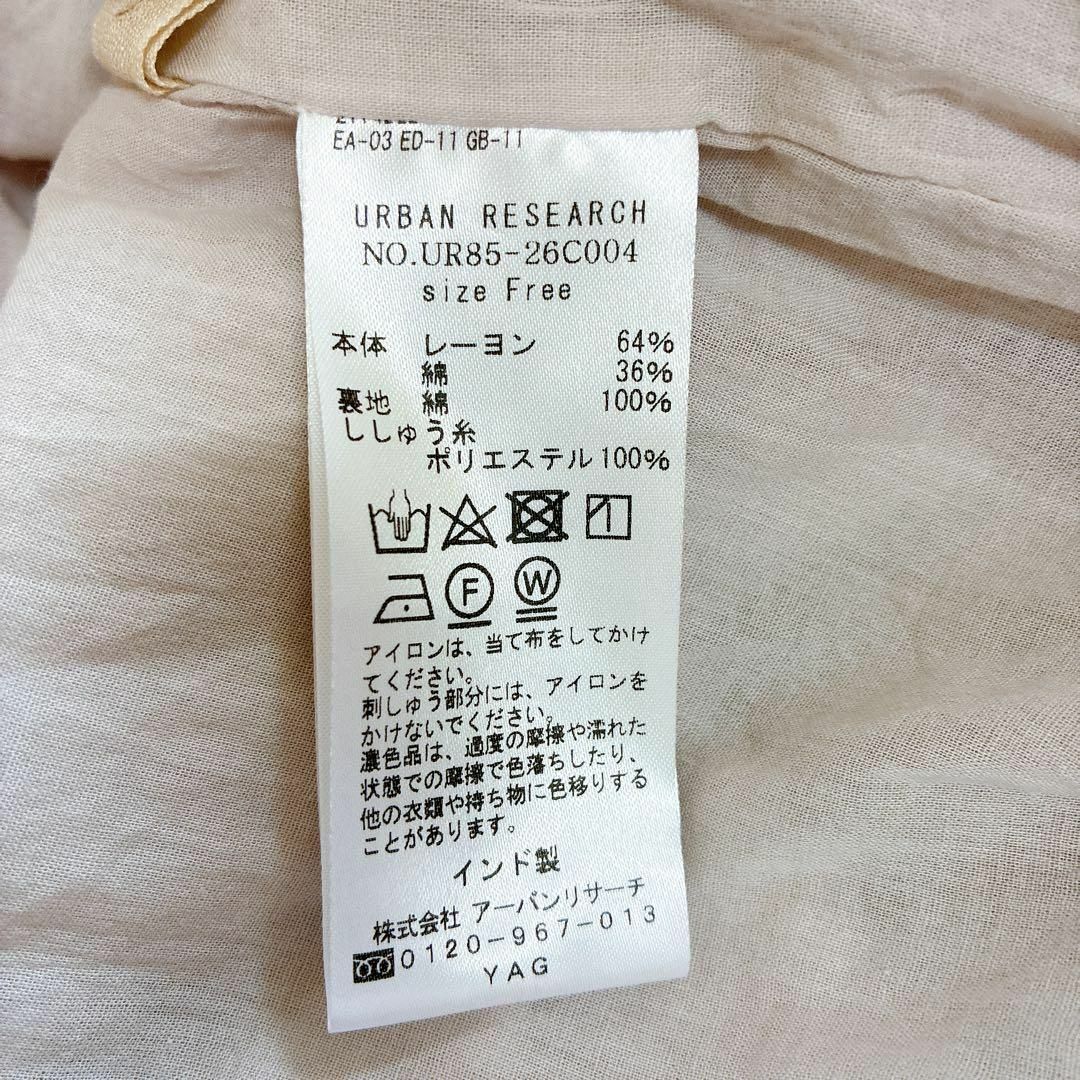 EA-03 ED-11 GB-11
URBAN RESEARCH
NO.UR85-26C004
size Free
本体 レーヨン 64%
綿 36%
裏地 綿 100%
ししゅう糸
ポリエステル 100%
F W
アイロンは、当て布をしてかけ
てください。
刺しゅう部分には、アイロンを
かけないでください。
濃色品は、過度の摩擦や濡れた
状態での摩擦で色落ちしたり、
他の衣類や持ち物に色移りする
ことがあります。
インド製
株式会社 アーバンリサーチ
0120-967-013
YAG